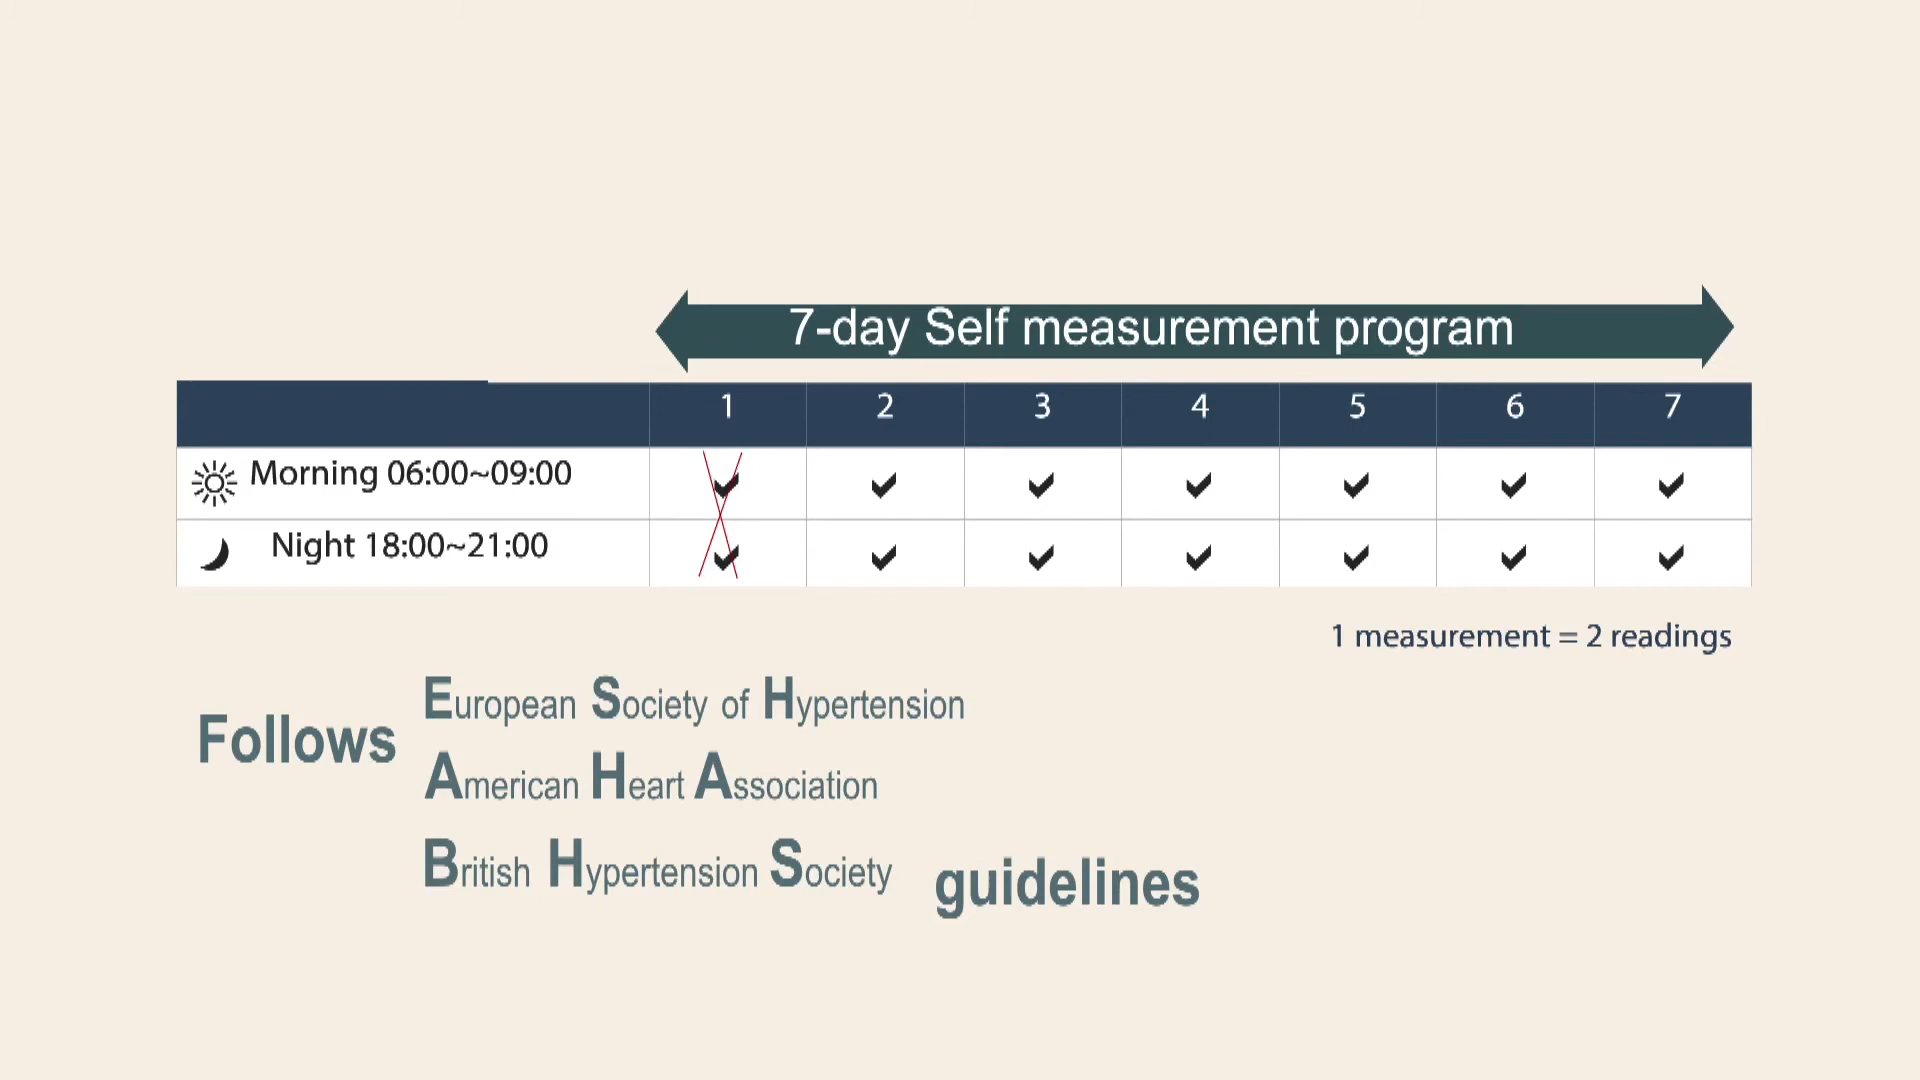 7-day Self measurement program
1 2 3 4 5 6 7
Morning 06:00~09:00
Night 18:00~21:00
1 measurement = 2 readings
Follows
European Society of Hypertension
American Heart Association
British Hypertension Society
guidelines